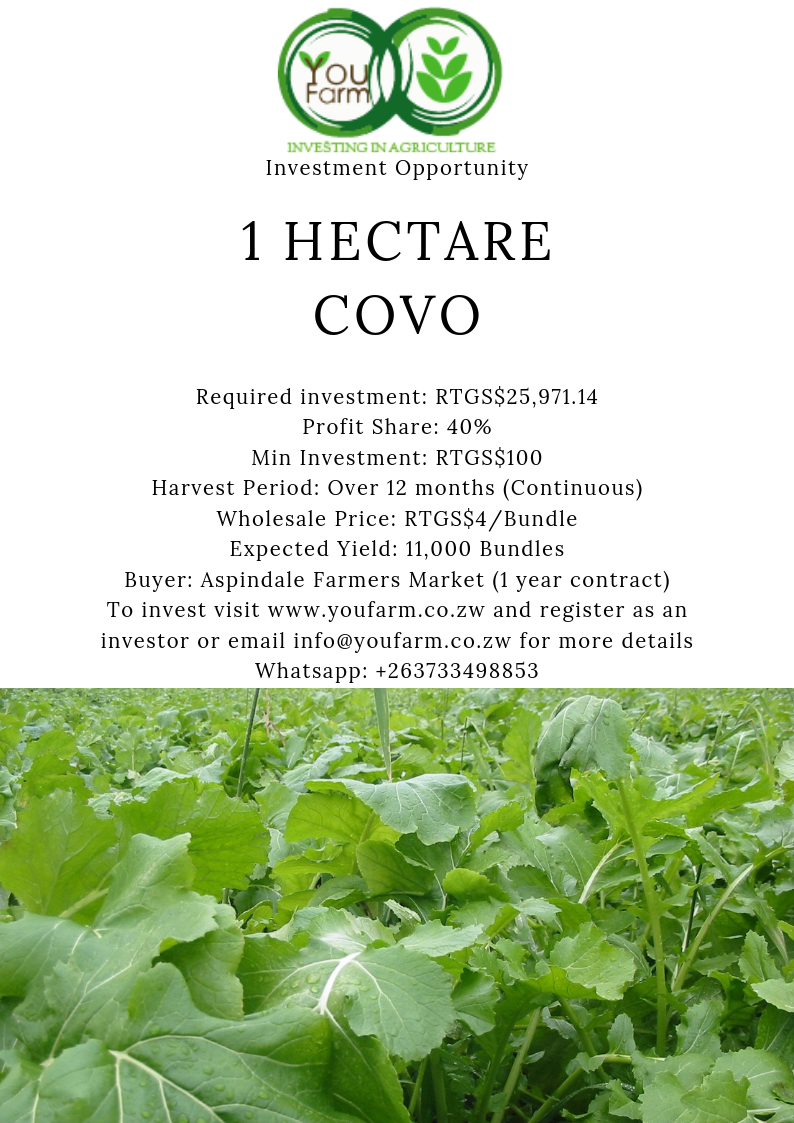 You
Farm
INVESTING IN AGRICULTURE
Investment Opportunity
1 HECTARE
COVO
Required investment: RTGS$25,971.14
Profit Share: 40%
Min Investment: RTGS$100
Harvest Period: Over 12 months (Continuous)
Wholesale Price: RTGS$4/Bundle
Expected Yield: 11,000 Bundles
Buyer: Aspindale Farmers Market (1 year contract)
To invest visit www.youfarm.co.zw and register as an
investor or email info@youfarm.co.zw for more details
Whatsapp: +263733498853